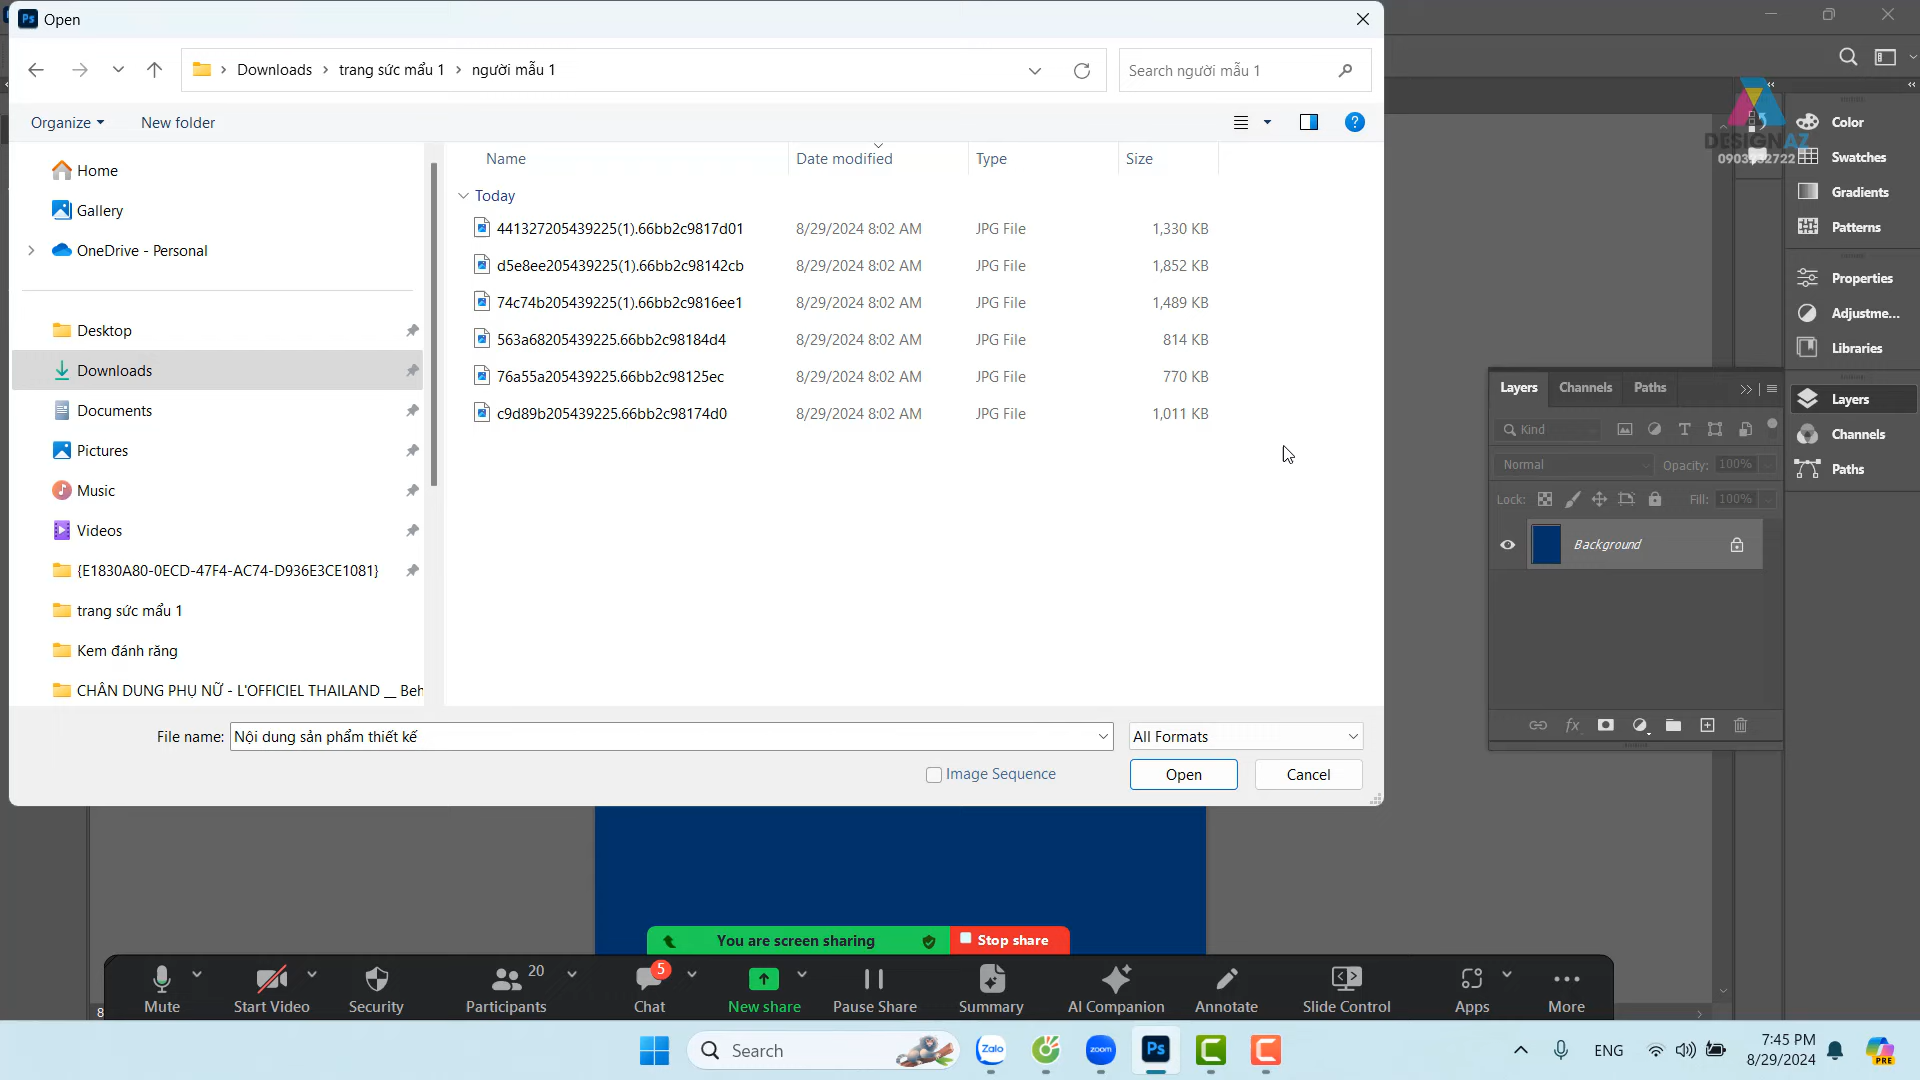 Ps Open
Downloads > trang sức mẩu 1 > người mẫu 1
Search người mẫu 1
Organize
New folder
Home
Gallery
OneDrive - Personal
Desktop
Downloads
Documents
Pictures
Music
Videos
{E1830A80-0ECD-47F4-AC74-D936E3CE1081}
trang sức mẩu 1
Kem đánh răng
CHÂN DUNG PHỤ NỮ - L'OFFICIEL THAILAND __ Beh
Name Date modified Type Size
Today
441327205439225(1).66bb2c9817d01 8/29/2024 8:02 AM JPG File 1,330 KB
d5e8ee205439225(1).66bb2c98142cb 8/29/2024 8:02 AM JPG File 1,852 KB
74c74b205439225(1).66bb2c9816ee1 8/29/2024 8:02 AM JPG File 1,489 KB
563a68205439225.66bb2c98184d4 8/29/2024 8:02 AM JPG File 814 KB
76a55a205439225.66bb2c98125ec 8/29/2024 8:02 AM JPG File 770 KB
c9d89b205439225.66bb2c98174d0 8/29/2024 8:02 AM JPG File 1,011 KB
File name: Nội dung sản phẩm thiết kế
All Formats
Image Sequence
Open
Cancel
DESIGNAZ
Color
Swatches
Gradients
Patterns
Properties
Adjustme...
Libraries
Layers
Channels
Paths
Layers Channels Paths
Kind
Normal Opacity: 100%
Lock: Fill: 100%
Background
You are screen sharing
Stop share
Mute
Start Video
Security
20
Participants
5
Chat
New share
Pause Share
Summary
AI Companion
Annotate
Slide Control
Apps
More
8
Search
Zalo
zoom
Ps
ENG
7:45 PM
8/29/2024
PRE